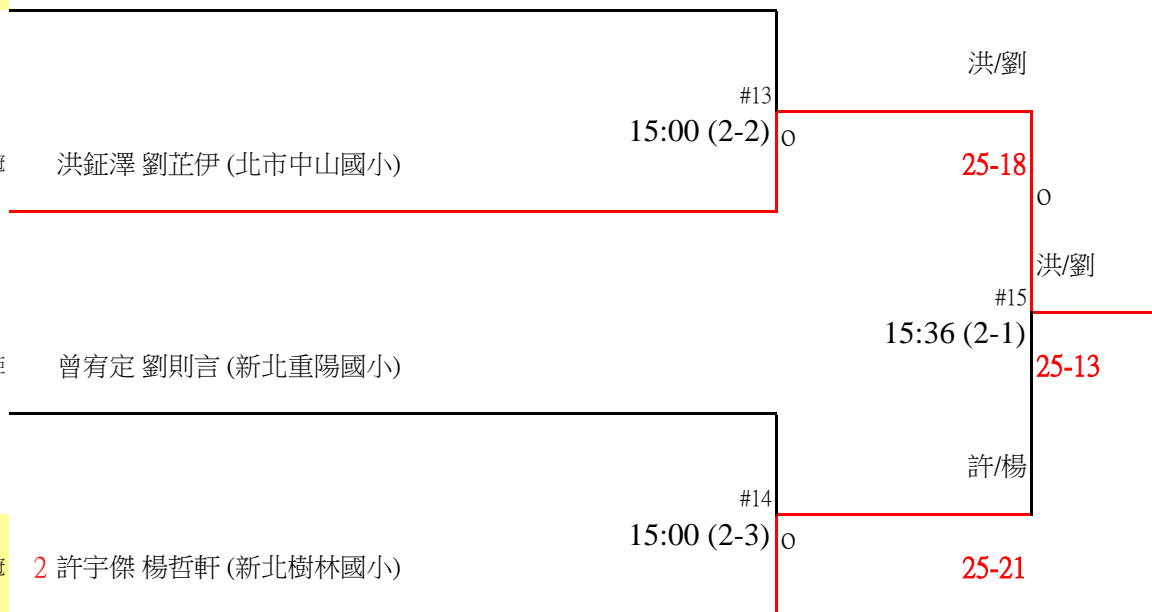 洪/劉
#13
15:00 (2-2)
O
洪鉦澤 劉芷伊 (北市中山國小)
25-18
O
洪/劉
#15
15:36 (2-1)
曾宥定 劉則言 (新北重陽國小)
25-13
許/楊
#14
15:00 (2-3)
O
2 許宇傑 楊哲軒 (新北樹林國小)
25-21